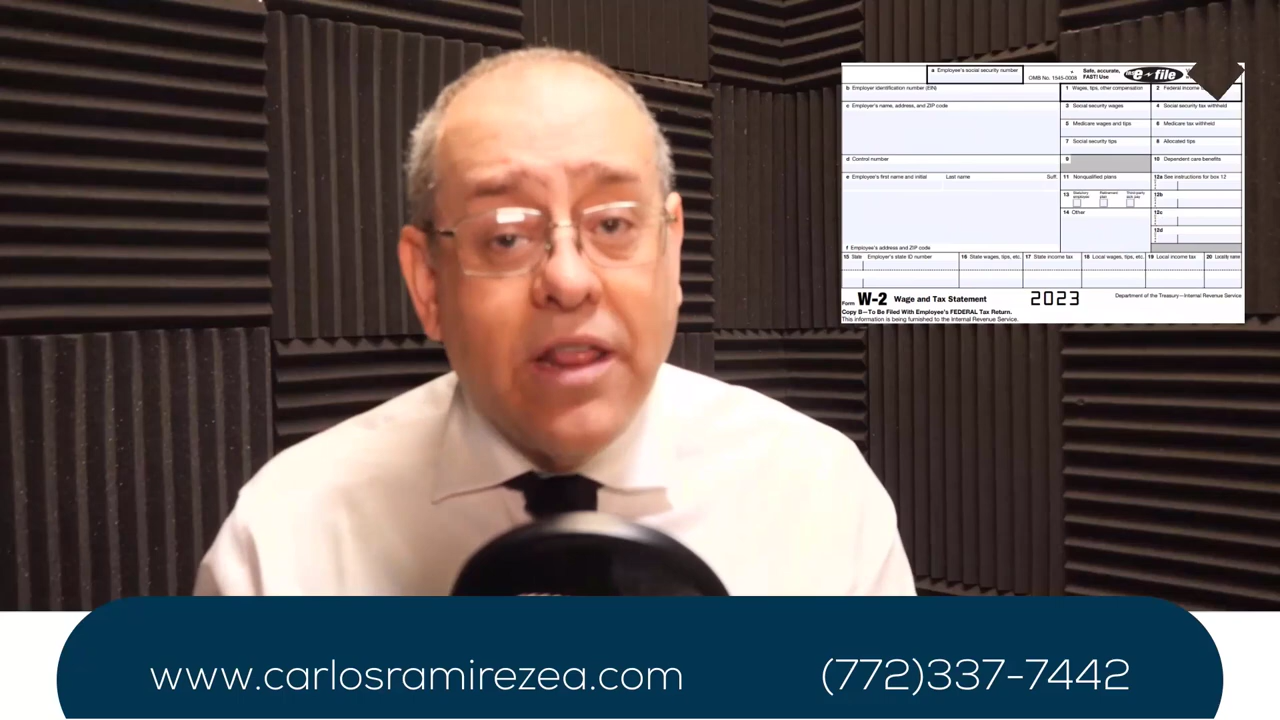 a Employee's social security number
OMB No. 1545-0008
Safe, accurate,
FAST! Use
e~file
b Employer identification number (EIN)
1 Wages, tips, other compensation
2 Federal income
c Employer's name, address, and ZIP code
3 Social security wages
4 Social security tax withheld
5 Medicare wages and tips
6 Medicare tax withheld
7 Social security tips
8 Allocated tips
d Control number
9
10 Dependent care benefits
e Employee's first name and initial
Last name
Suff.
11 Nonqualified plans
12a See instructions for box 12
13 Statutory employee
Retirement plan
Third-party sick pay
12b
14 Other
12c
12d
f Employee's address and ZIP code
15 State
Employer's state ID number
16 State wages, tips, etc.
17 State income tax
18 Local wages, tips, etc.
19 Local income tax
20 Locality name
Form W-2 Wage and Tax Statement
2023
Department of the Treasury—Internal Revenue Service
Copy B—To Be Filed With Employee's FEDERAL Tax Return.
This information is being furnished to the Internal Revenue Service.
www.carlosramirezea.com
(772)337-7442